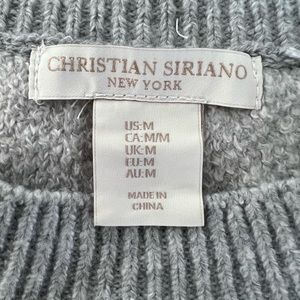 CHRISTIAN SIRIANO
NEW YORK
US:M
CA:M/M
UK:M
EU:M
AU:M
MADE IN
CHINA